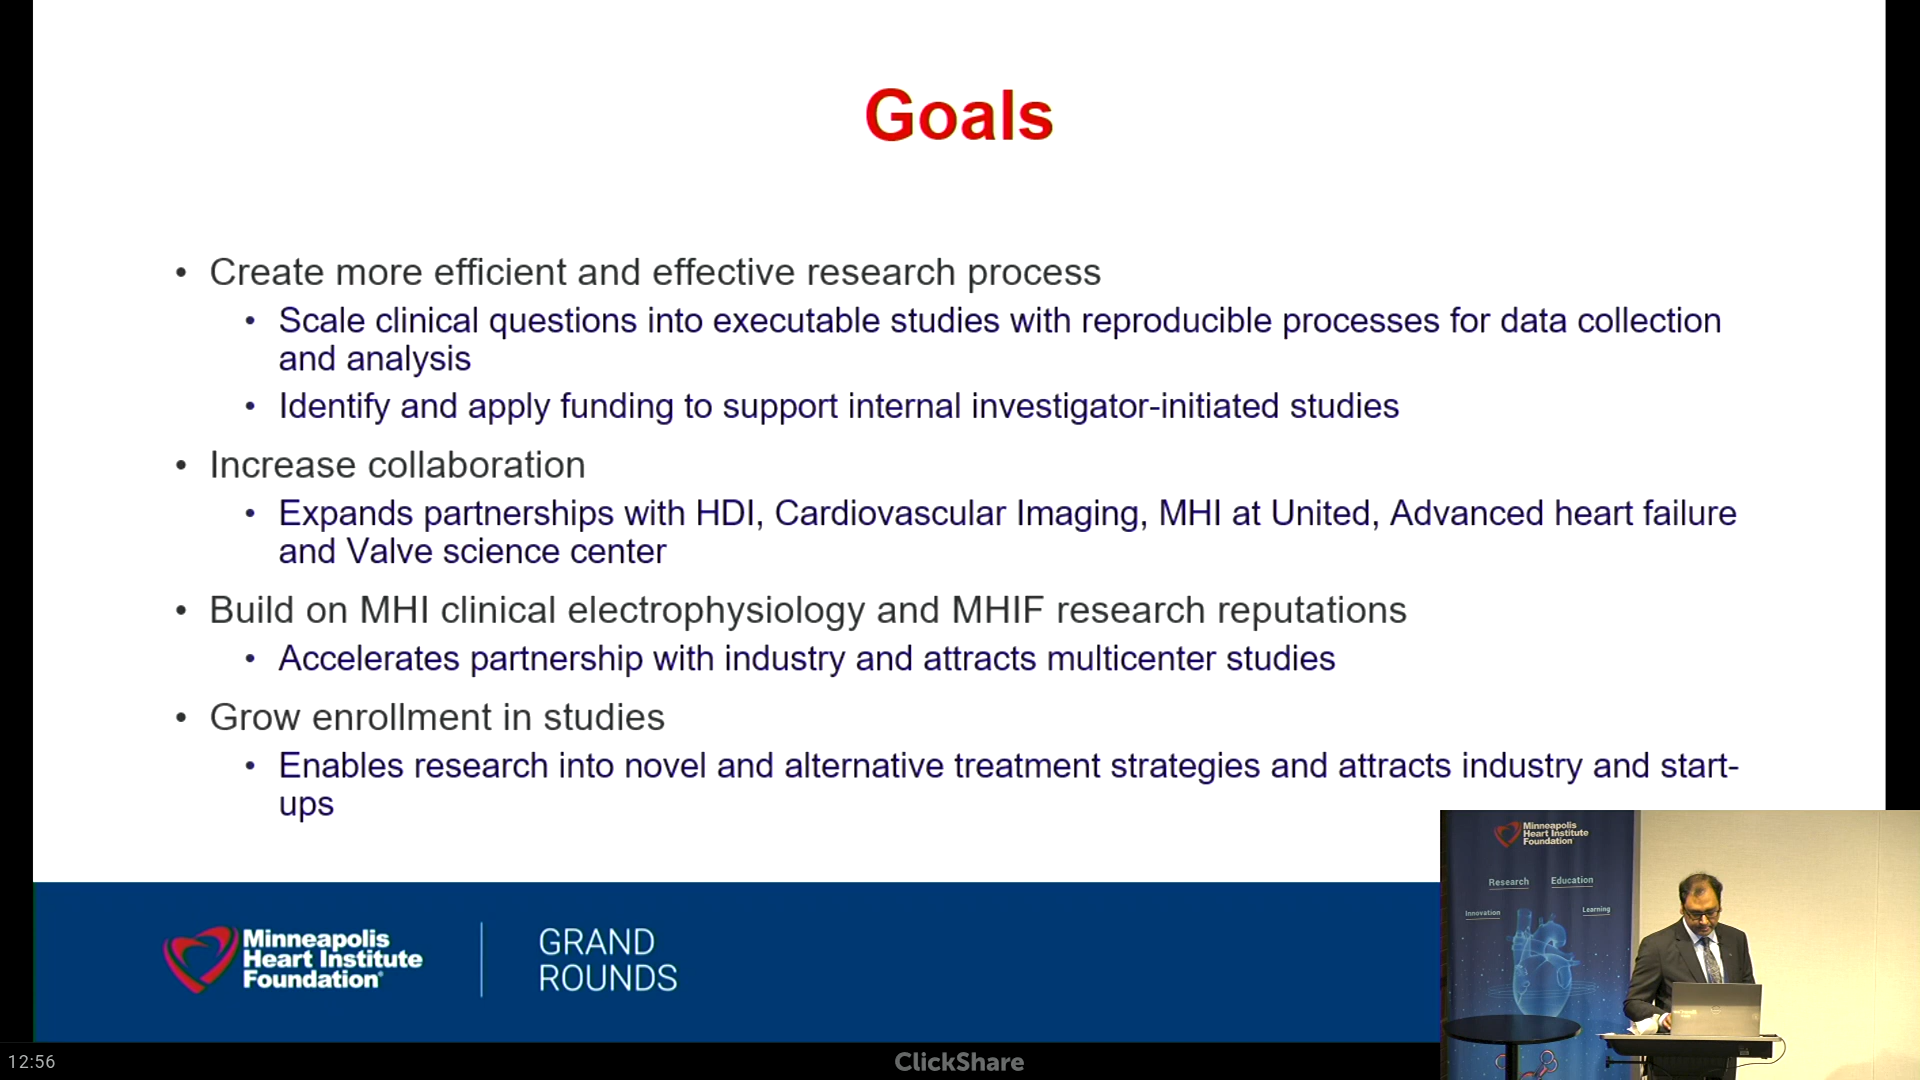 Goals
• Create more efficient and effective research process
• Scale clinical questions into executable studies with reproducible processes for data collection
and analysis
• Identify and apply funding to support internal investigator-initiated studies
• Increase collaboration
• Expands partnerships with HDI, Cardiovascular Imaging, MHI at United, Advanced heart failure
and Valve science center
• Build on MHI clinical electrophysiology and MHIF research reputations
• Accelerates partnership with industry and attracts multicenter studies
• Grow enrollment in studies
• Enables research into novel and alternative treatment strategies and attracts industry and start-
ups
Minneapolis
Heart Institute
Foundation
Research
Education
Innovation
Learning
Minneapolis
Heart Institute
Foundation®
GRAND
ROUNDS
12:56
ClickShare